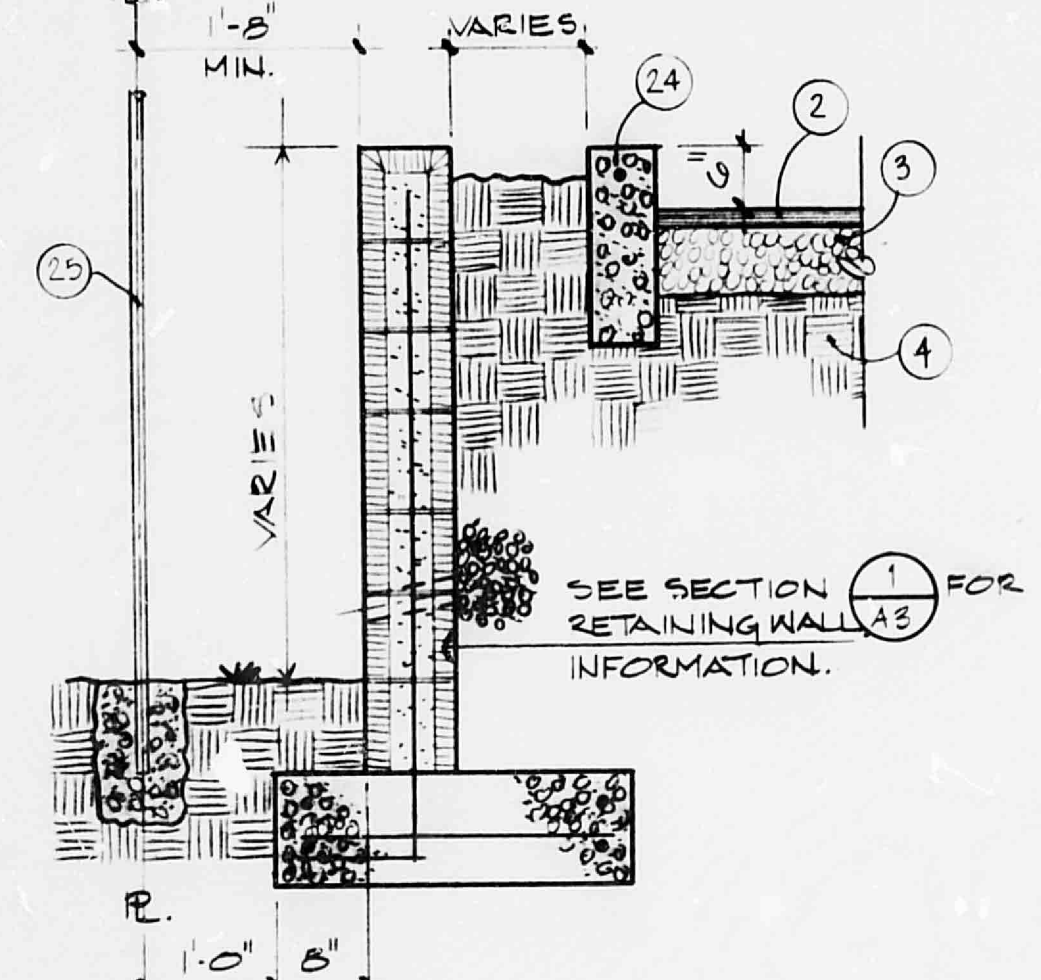 1'-8"
MIN.
VARIES
24
2
6"
3
25
4
VARIES
SEE SECTION 1 FOR
RETAINING WALL A3
INFORMATION.
PL.
1'-0"
8"